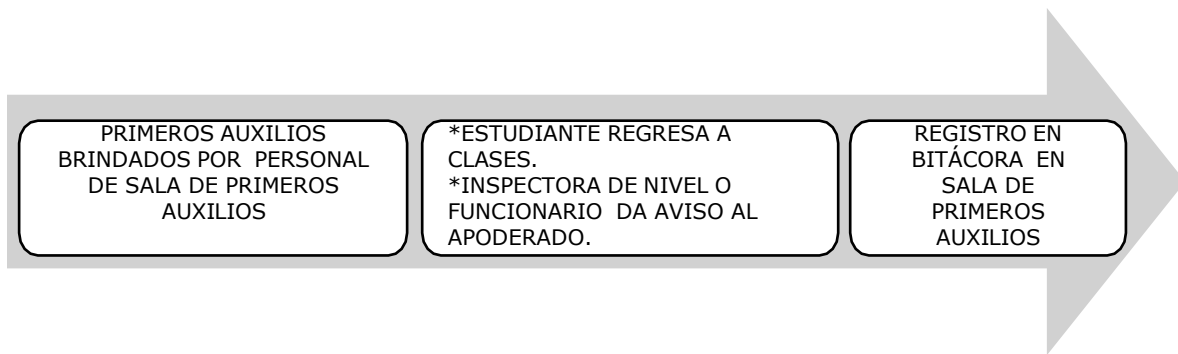 PRIMEROS AUXILIOS
BRINDADOS POR PERSONAL
DE SALA DE PRIMEROS
AUXILIOS
*ESTUDIANTE REGRESA A
CLASES.
*INSPECTORA DE NIVEL O
FUNCIONARIO DA AVISO AL
APODERADO.
REGISTRO EN
BITÁCORA EN
SALA DE
PRIMEROS
AUXILIOS